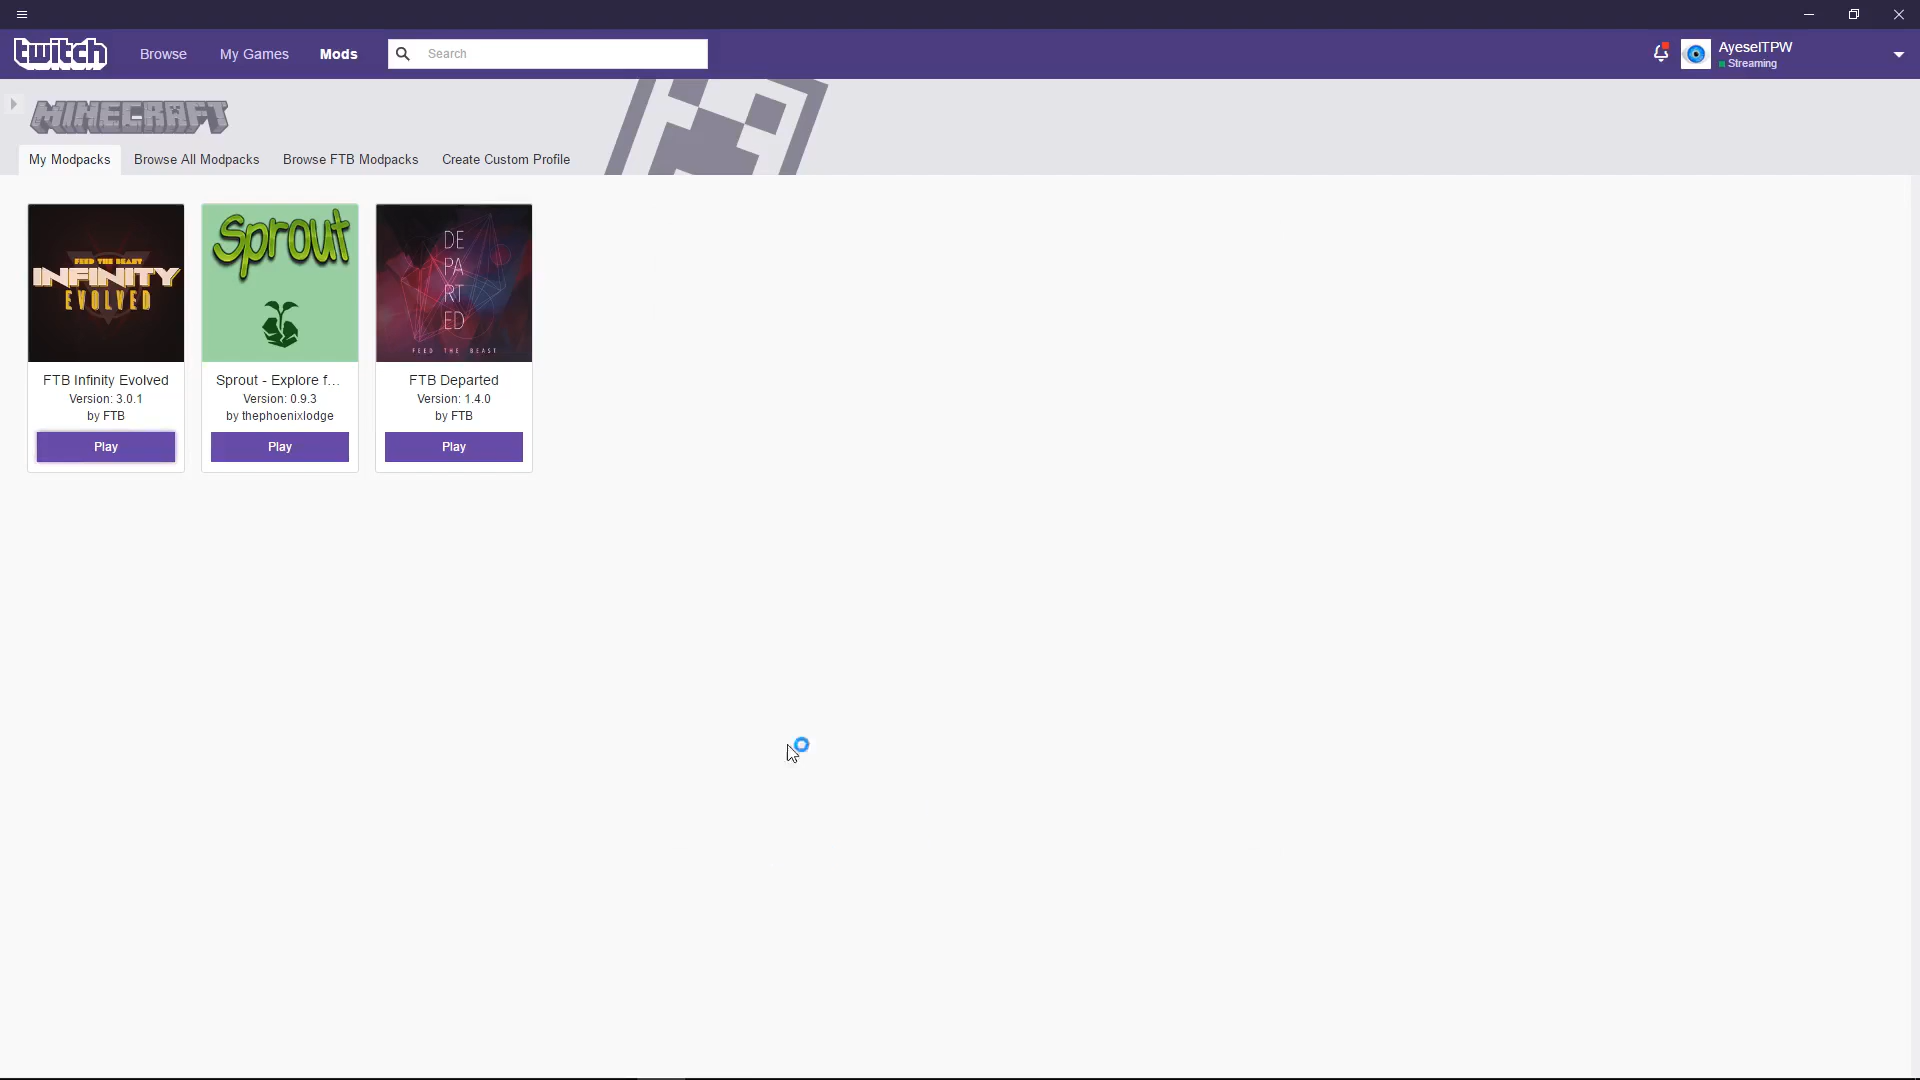 twitch
Browse
My Games
Mods
Search
AyeseITPW
Streaming
MINECRAFT
My Modpacks
Browse All Modpacks
Browse FTB Modpacks
Create Custom Profile
FEED THE BEAST
INFINITY
EVOLVED
FTB Infinity Evolved
Version: 3.0.1
by FTB
Play
Sprout
Sprout - Explore f...
Version: 0.9.3
by thephoenixlodge
Play
DE
PA
RT
ED
FEED THE BEAST
FTB Departed
Version: 1.4.0
by FTB
Play